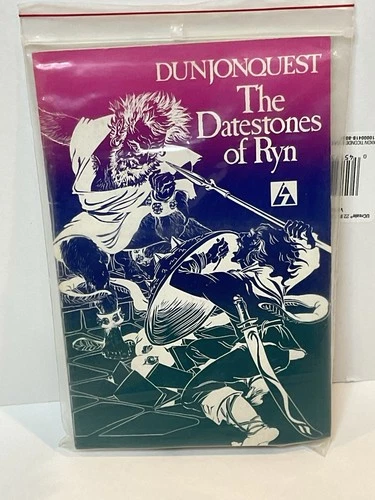 DUNJONQUEST
The
Datestones
of Ryn